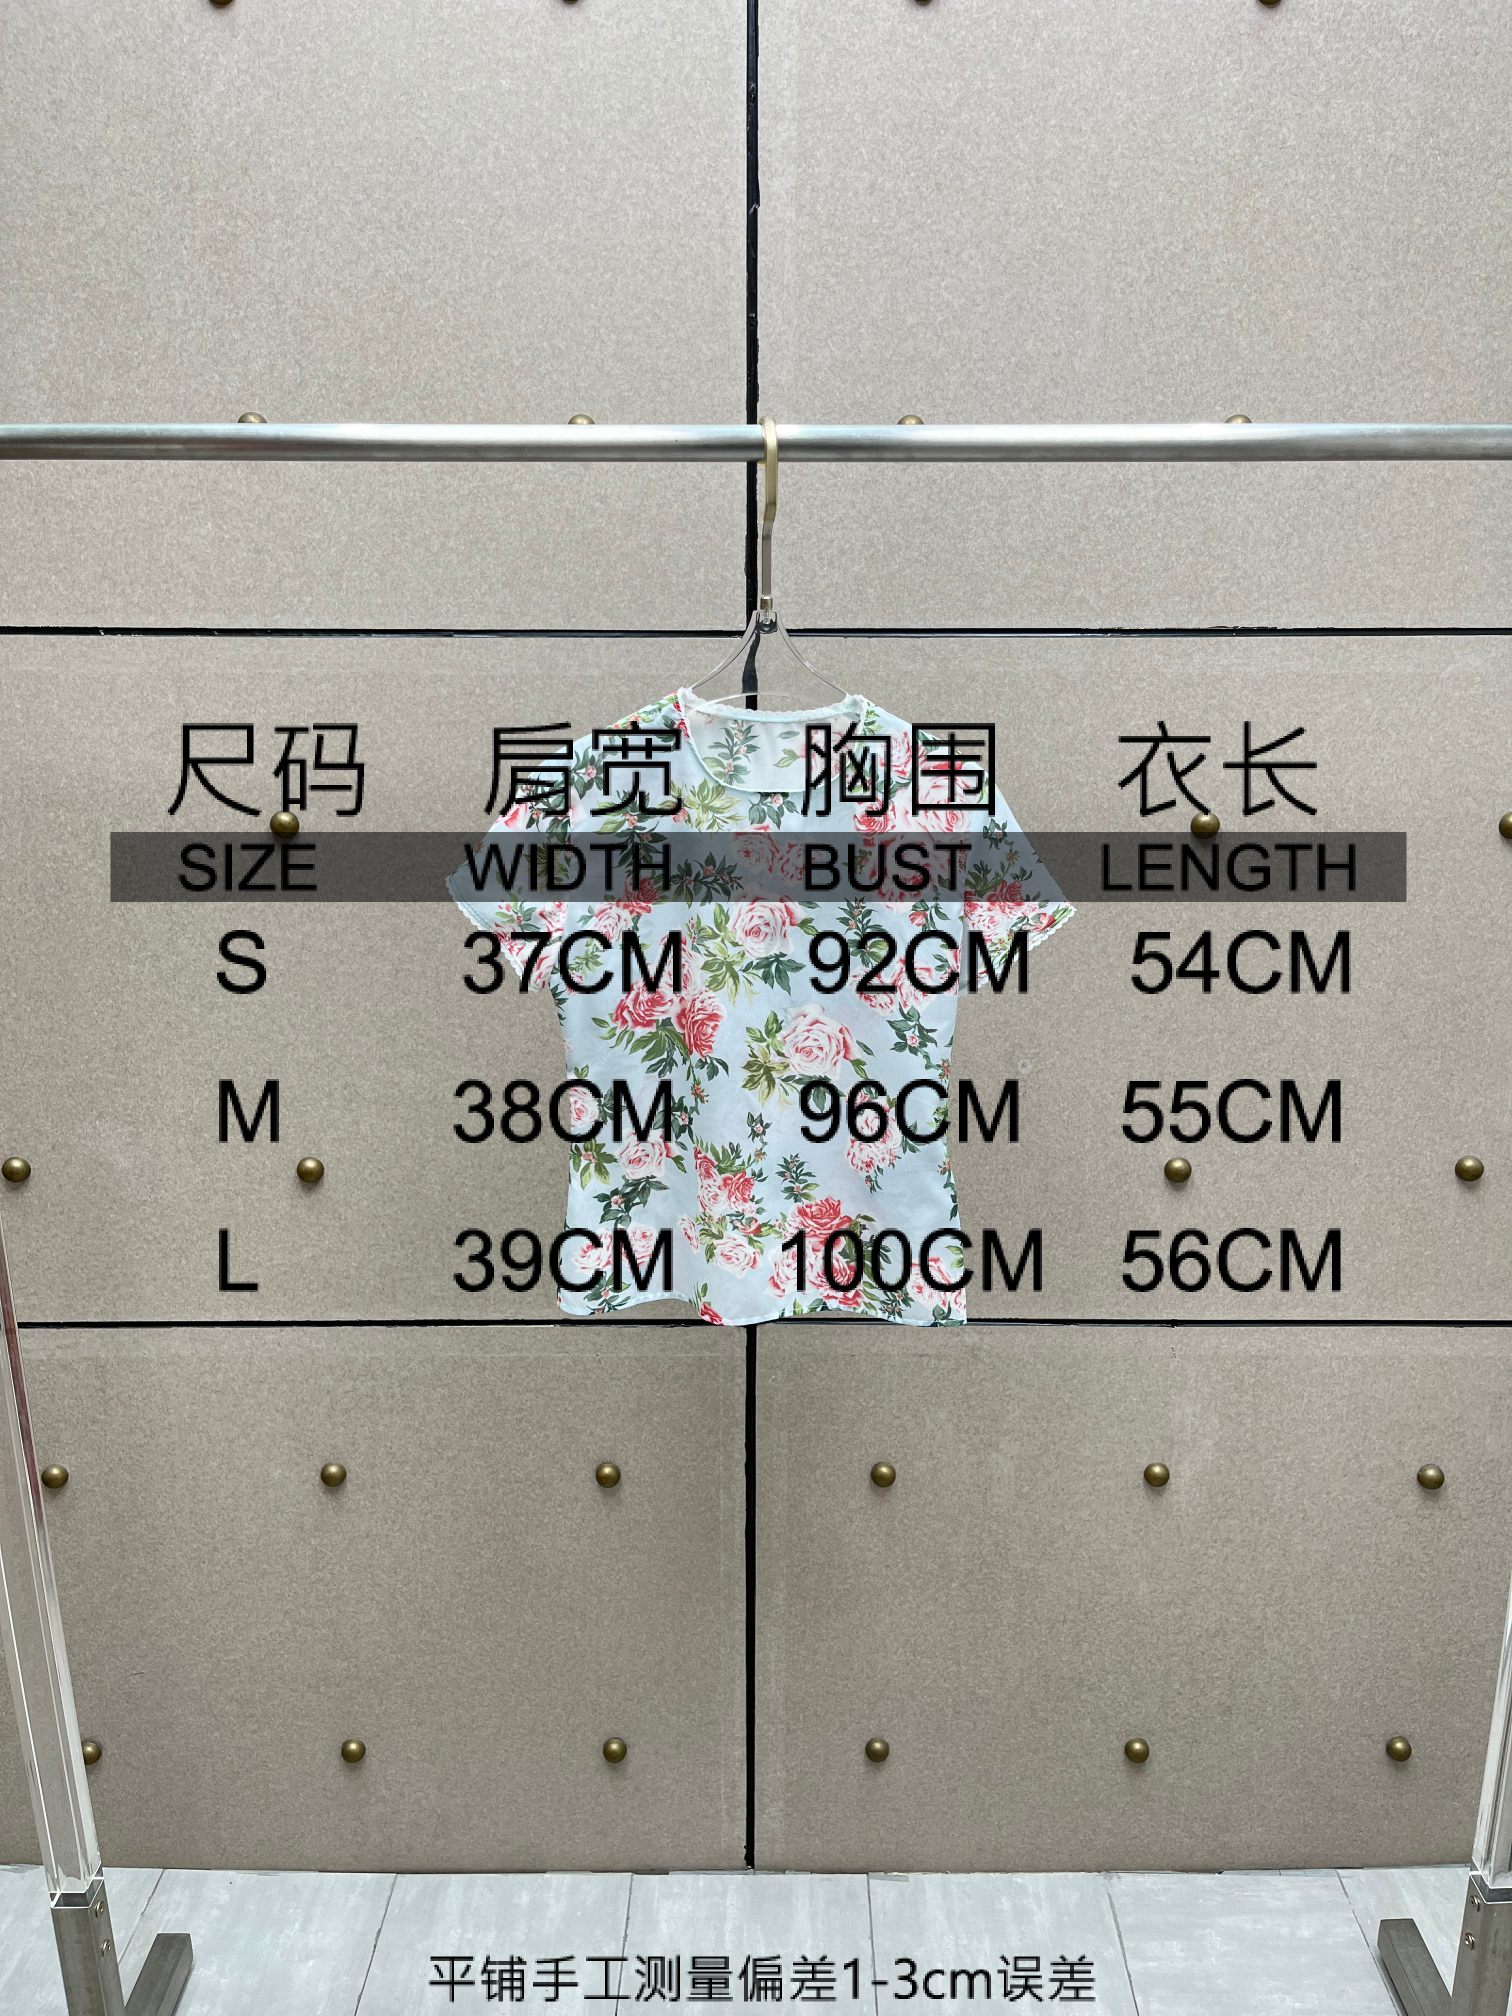 尺码 肩宽 胸围 衣长
SIZE WIDTH BUST LENGTH
S 37CM 92CM 54CM
M 38CM 96CM 55CM
L 39CM 100CM 56CM
平铺手工测量偏差1-3cm误差